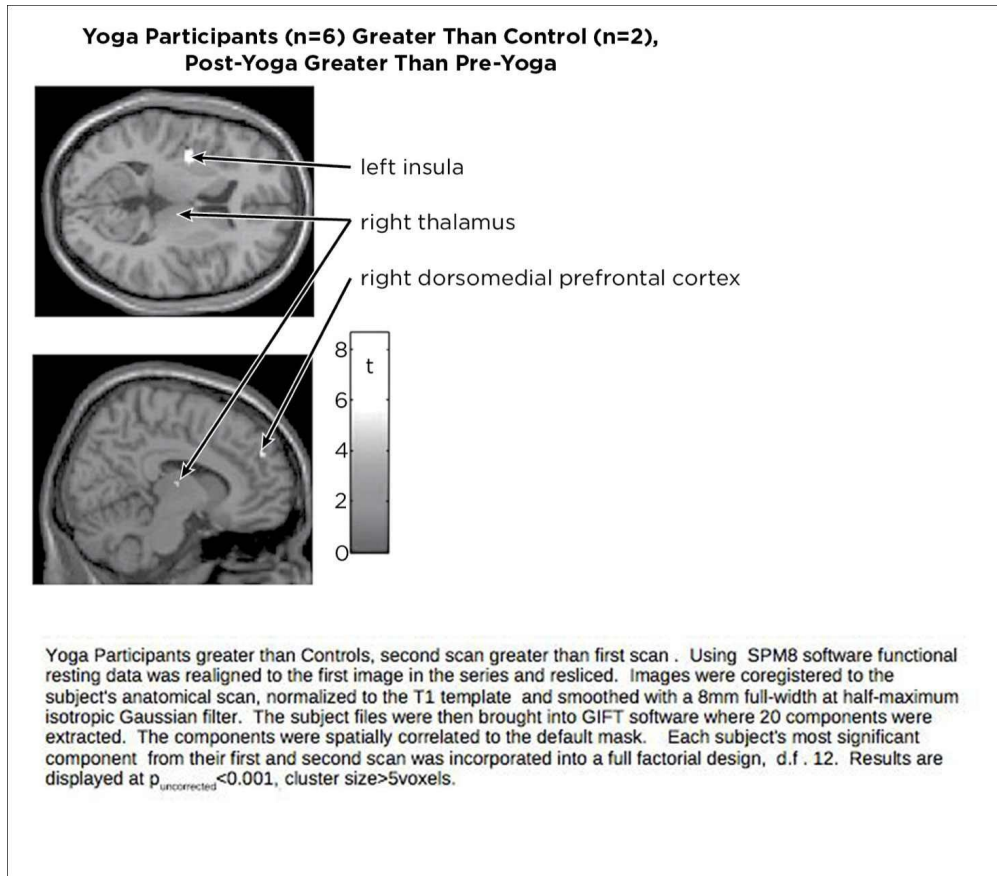 Yoga Participants (n=6) Greater Than Control (n=2),
Post-Yoga Greater Than Pre-Yoga
left insula
right thalamus
right dorsomedial prefrontal cortex
8
t
6
4
2
0
Yoga Participants greater than Controls, second scan greater than first scan . Using SPM8 software functional
resting data was realigned to the first image in the series and resliced. Images were coregistered to the
subject's anatomical scan, normalized to the T1 template and smoothed with a 8mm full-width at half-maximum
isotropic Gaussian filter. The subject files were then brought into GIFT software where 20 components were
extracted. The components were spatially correlated to the default mask. Each subject's most significant
component from their first and second scan was incorporated into a full factorial design, d.f . 12. Results are
displayed at puncorrected<0.001, cluster size>5voxels.